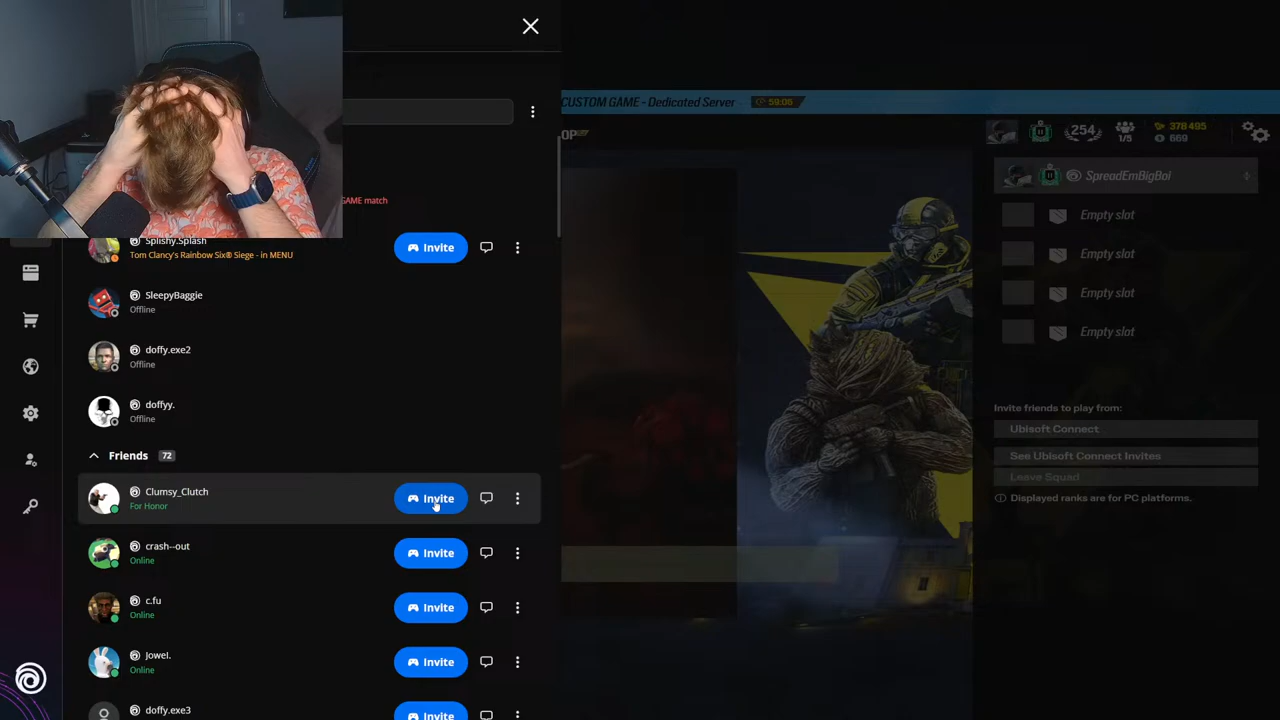 CUSTOM GAME - Dedicated Server
59:06
OP
254
1/5
378 495
669
SpreadEmBigBoi
Empty slot
Empty slot
Empty slot
Empty slot
Invite friends to play from:
Ubisoft Connect
See Ubisoft Connect Invites
Leave Squad
Displayed ranks are for PC platforms.
GAME match
Splishy.Splash
Tom Clancy's Rainbow Six® Siege - in MENU
Invite
SleepyBaggie
Offline
doffy.exe2
Offline
doffyy.
Offline
Friends 72
Clumsy_Clutch
For Honor
Invite
crash--out
Online
Invite
c.fu
Online
Invite
Jowel.
Online
Invite
doffy.exe3
Invite